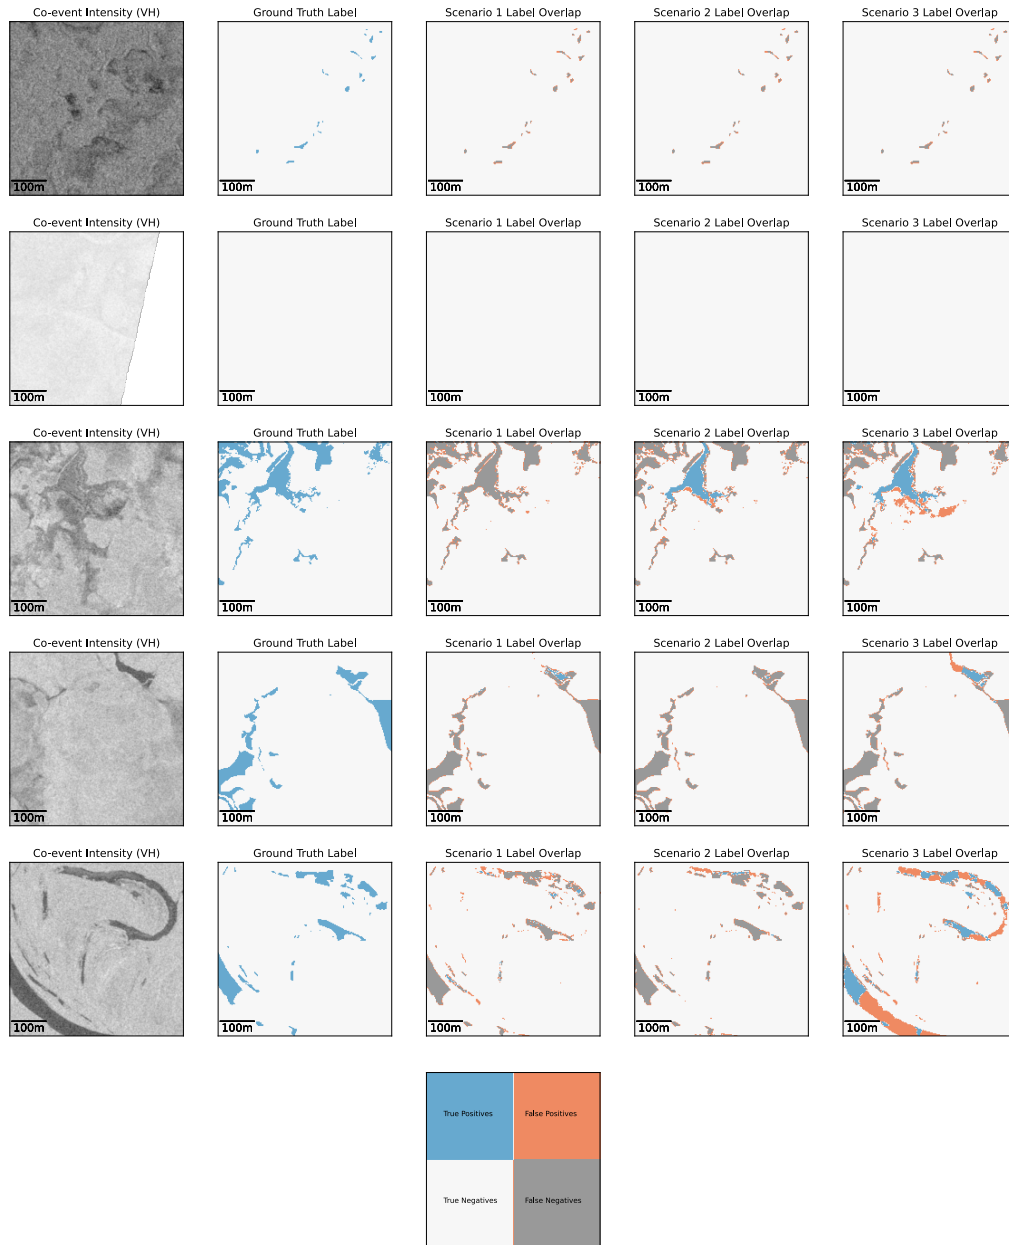 Co-event Intensity (VH) Ground Truth Label Scenario 1 Label Overlap Scenario 2 Label Overlap Scenario 3 Label Overlap
100m 100m 100m 100m 100m
Co-event Intensity (VH) Ground Truth Label Scenario 1 Label Overlap Scenario 2 Label Overlap Scenario 3 Label Overlap
100m 100m 100m 100m 100m
Co-event Intensity (VH) Ground Truth Label Scenario 1 Label Overlap Scenario 2 Label Overlap Scenario 3 Label Overlap
100m 100m 100m 100m 100m
Co-event Intensity (VH) Ground Truth Label Scenario 1 Label Overlap Scenario 2 Label Overlap Scenario 3 Label Overlap
100m 100m 100m 100m 100m
Co-event Intensity (VH) Ground Truth Label Scenario 1 Label Overlap Scenario 2 Label Overlap Scenario 3 Label Overlap
100m 100m 100m 100m 100m
True Positives False Positives
True Negatives False Negatives